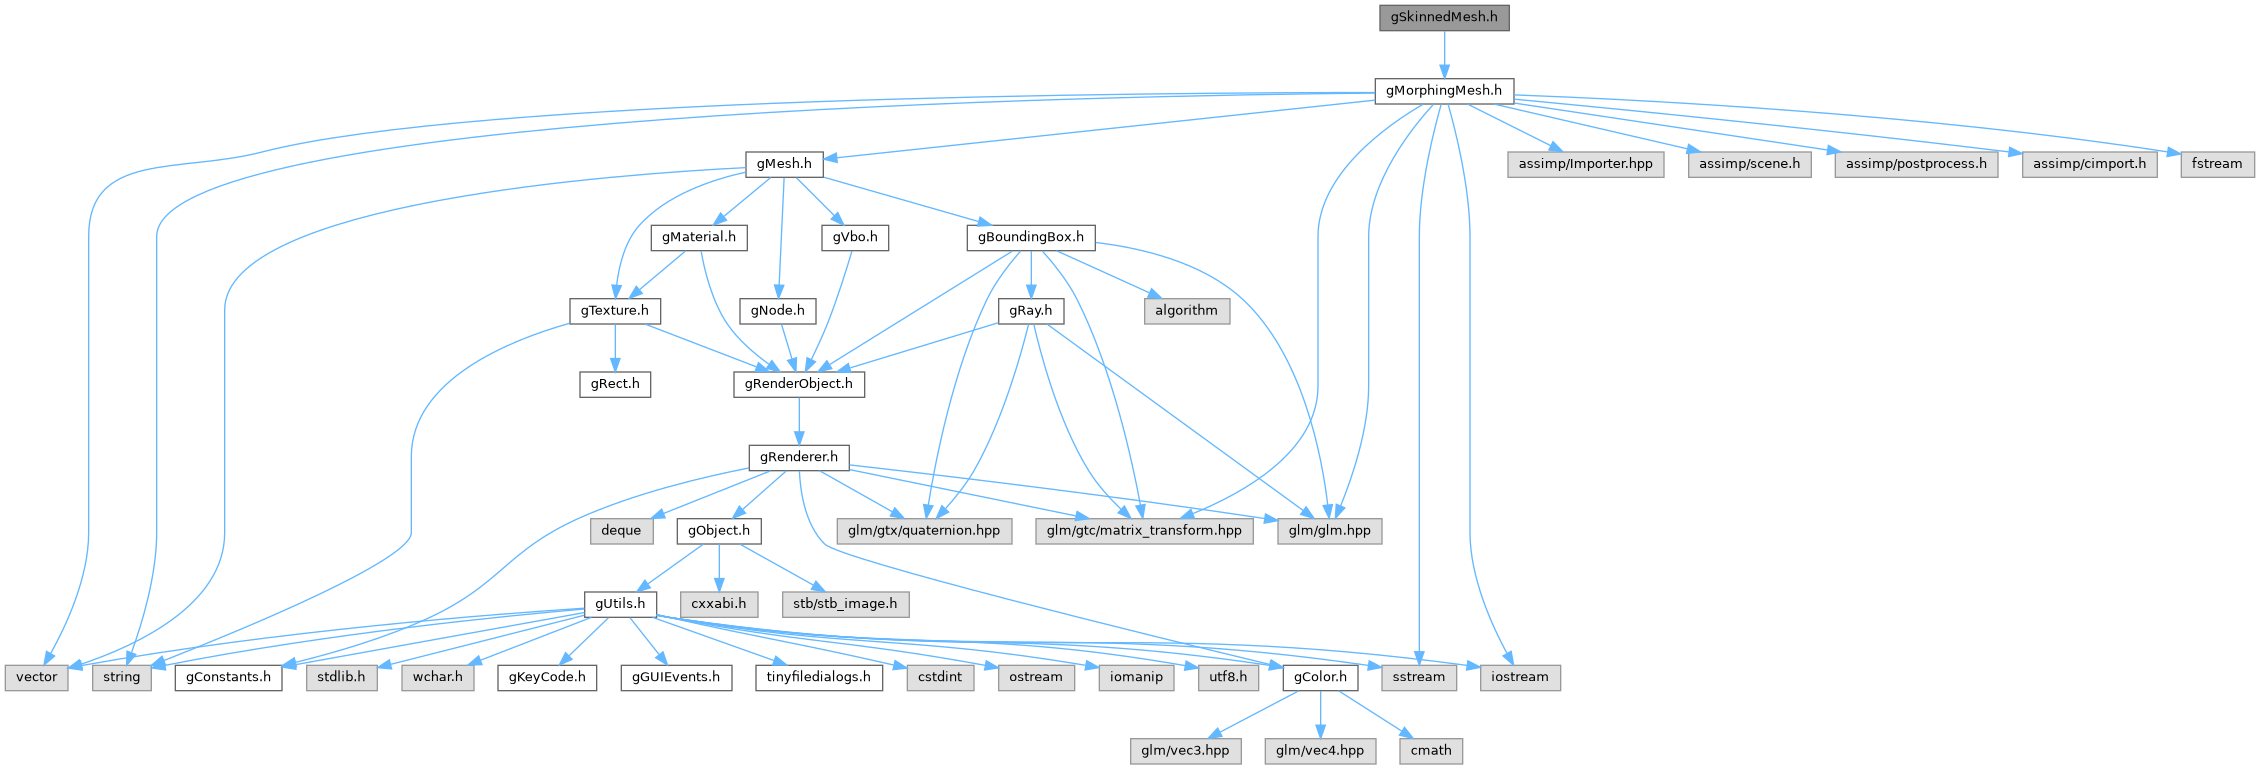 gSkinnedMesh.h
gMorphingMesh.h
gMesh.h
assimp/Importer.hpp
assimp/scene.h
assimp/postprocess.h
assimp/cimport.h
fstream
gMaterial.h
gVbo.h
gBoundingBox.h
gTexture.h
gNode.h
gRay.h
algorithm
gRect.h
gRenderObject.h
gRenderer.h
deque
gObject.h
glm/gtx/quaternion.hpp
glm/gtc/matrix_transform.hpp
glm/glm.hpp
gUtils.h
cxxabi.h
stb/stb_image.h
vector
string
gConstants.h
stdlib.h
wchar.h
gKeyCode.h
gGUIEvents.h
tinyfiledialogs.h
cstdint
ostream
iomanip
utf8.h
gColor.h
sstream
iostream
glm/vec3.hpp
glm/vec4.hpp
cmath